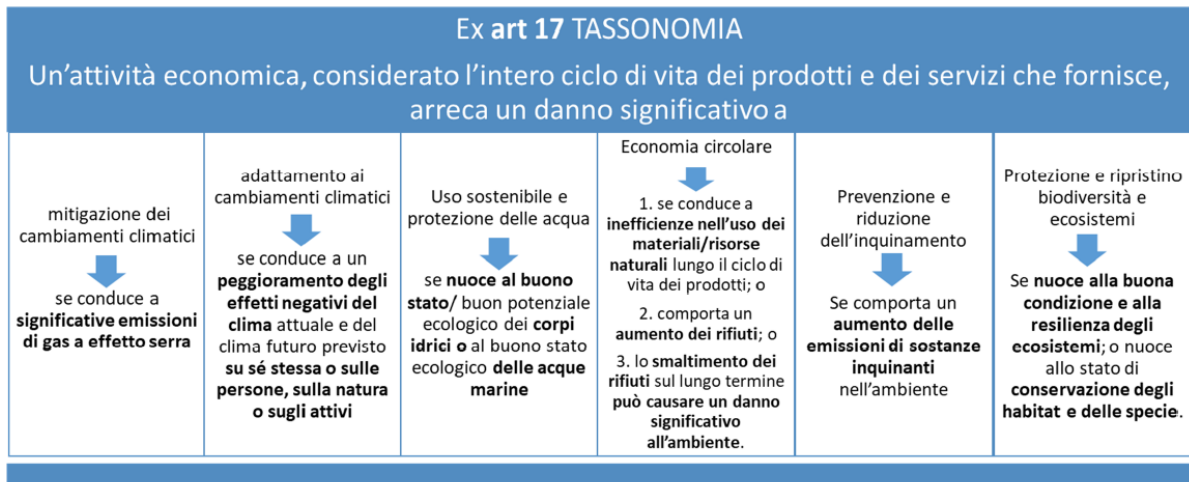 Ex art 17 TASSONOMIA
Un'attività economica, considerato l'intero ciclo di vita dei prodotti e dei servizi che fornisce,
arreca un danno significativo a
mitigazione dei
cambiamenti climatici
se conduce a
significative emissioni
di gas a effetto serra
adattamento ai
cambiamenti climatici
se conduce a un
peggioramento degli
effetti negativi del
clima attuale e del
clima futuro previsto
su sé stessa o sulle
persone, sulla natura
o sugli attivi
Uso sostenibile e
protezione delle acqua
se nuoce al buono
stato/ buon potenziale
ecologico dei corpi
idrici o al buono stato
ecologico delle acque
marine
Economia circolare
1. se conduce a
inefficienze nell'uso dei
materiali/risorse
naturali lungo il ciclo di
vita dei prodotti; o
2. comporta un
aumento dei rifiuti; o
3. lo smaltimento dei
rifiuti sul lungo termine
può causare un danno
significativo
all'ambiente.
Prevenzione e
riduzione
dell'inquinamento
Se comporta un
aumento delle
emissioni di sostanze
inquinanti
nell'ambiente
Protezione e ripristino
biodiversità e
ecosistemi
Se nuoce alla buona
condizione e alla
resilienza degli
ecosistemi; o nuoce
allo stato di
conservazione degli
habitat e delle specie.